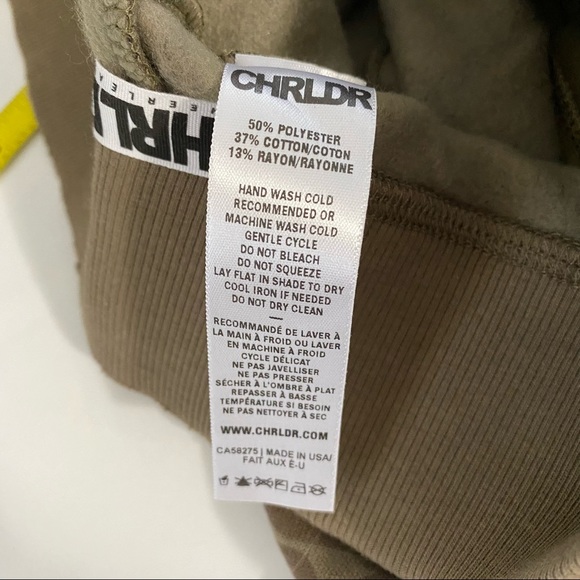 CHRLDR
50% POLYESTER
37% COTTON/COTON
13% RAYON/RAYONNE
HAND WASH COLD
RECOMMENDED OR
MACHINE WASH COLD
GENTLE CYCLE
DO NOT BLEACH
DO NOT SQUEEZE
LAY FLAT IN SHADE TO DRY
COOL IRON IF NEEDED
DO NOT DRY CLEAN
—
RECOMMANDÉ DE LAVER À
LA MAIN À FROID OU LAVER
EN MACHINE À FROID
CYCLE DÉLICAT
NE PAS JAVELLISER
NE PAS PRESSER
SÉCHER À L'OMBRE À PLAT
REPASSER À BASSE
TEMPÉRATURE SI BESOIN
NE PAS NETTOYER À SEC
WWW.CHRLDR.COM
CA58275 | MADE IN USA/
FAIT AUX É-U